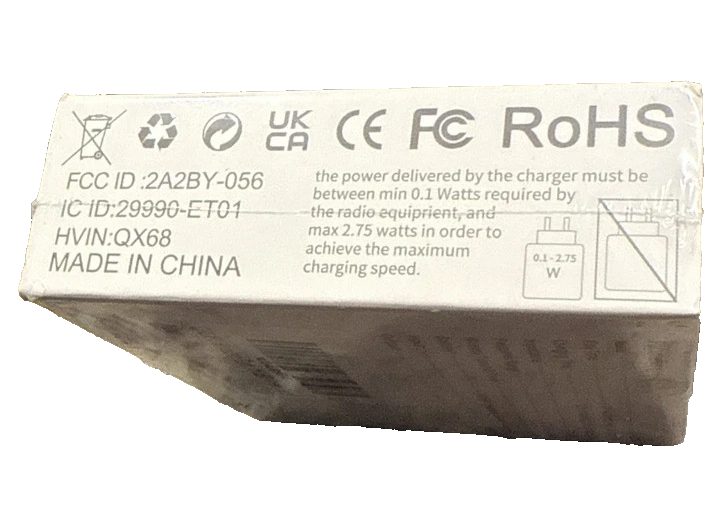 UK
CA
CE
FC
RoHS
FCC ID :2A2BY-056
IC ID:29990-ET01
HVIN:QX68
MADE IN CHINA
the power delivered by the charger must be
between min 0.1 Watts required by
the radio equiprient, and
max 2.75 watts in order to
achieve the maximum
charging speed.
0.1 - 2.75
W